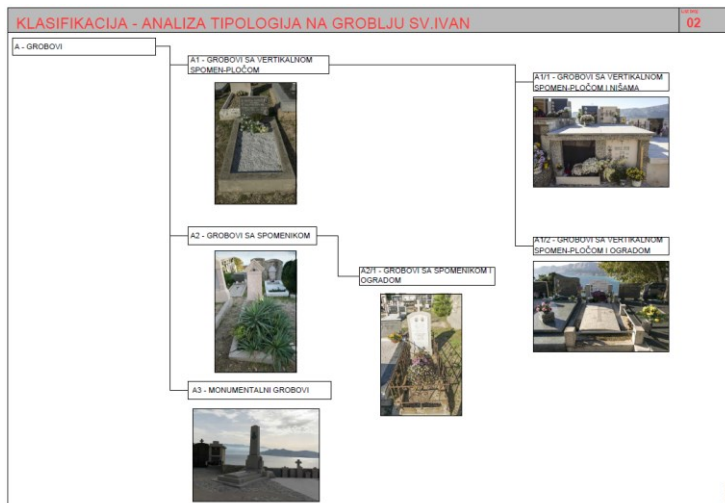 KLASIFIKACIJA - ANALIZA TIPOLOGIJA NA GROBLJU SV.IVAN
02
A - GROBOVI
A1 - GROBOVI SA VERTIKALNOM
SPOMEN-PLOČOM
A1/1 - GROBOVI SA VERTIKALNOM
SPOMEN-PLOČOM I NIŠAMA
A2 - GROBOVI SA SPOMENIKOM
A1/2 - GROBOVI SA VERTIKALNOM
SPOMEN-PLOČOM I OGRADOM
A2/1 - GROBOVI SA SPOMENIKOM I
OGRADOM
A3 - MONUMENTALNI GROBOVI